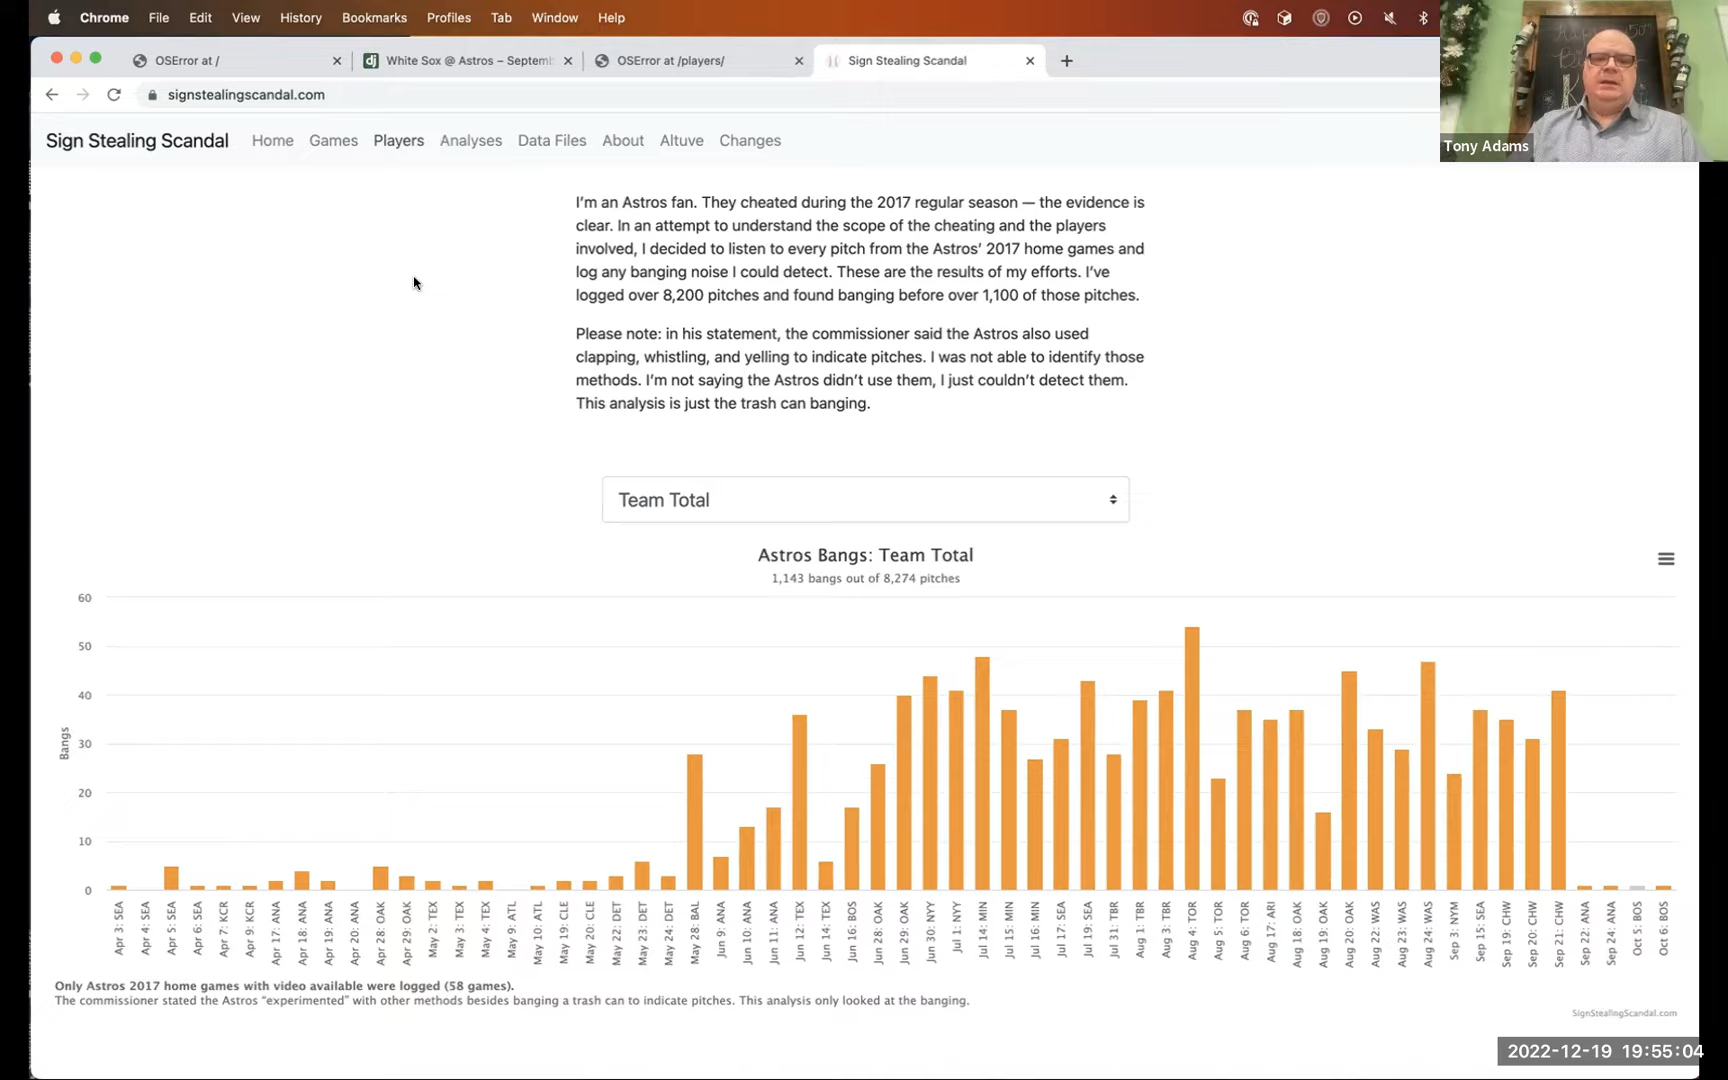 Chrome File Edit View History Bookmarks Profiles Tab Window Help
OSError at / White Sox @ Astros – Septemb OSError at /players/ Sign Stealing Scandal
signstealingscandal.com
Tony Adams
Sign Stealing Scandal Home Games Players Analyses Data Files About Altuve Changes
I'm an Astros fan. They cheated during the 2017 regular season — the evidence is
clear. In an attempt to understand the scope of the cheating and the players
involved, I decided to listen to every pitch from the Astros' 2017 home games and
log any banging noise I could detect. These are the results of my efforts. I've
logged over 8,200 pitches and found banging before over 1,100 of those pitches.
Please note: in his statement, the commissioner said the Astros also used
clapping, whistling, and yelling to indicate pitches. I was not able to identify those
methods. I'm not saying the Astros didn't use them, I just couldn't detect them.
This analysis is just the trash can banging.
Team Total
Astros Bangs: Team Total
1,143 bangs out of 8,274 pitches
60
50
40
30
20
10
0
Bangs
Apr 3: SEA
Apr 4: SEA
Apr 5: SEA
Apr 6: SEA
Apr 7: KCR
Apr 9: KCR
Apr 17: ANA
Apr 18: ANA
Apr 19: ANA
Apr 20: ANA
Apr 28: OAK
Apr 29: OAK
May 2: TEX
May 3: TEX
May 4: TEX
May 9: ATL
May 10: ATL
May 19: CLE
May 20: CLE
May 22: DET
May 23: DET
May 24: DET
May 28: BAL
Jun 9: ANA
Jun 10: ANA
Jun 11: ANA
Jun 12: TEX
Jun 14: TEX
Jun 16: BOS
Jun 28: OAK
Jun 29: OAK
Jun 30: NYY
Jul 1: NYY
Jul 14: MIN
Jul 15: MIN
Jul 16: MIN
Jul 17: SEA
Jul 19: SEA
Jul 31: TBR
Aug 1: TBR
Aug 3: TBR
Aug 4: TOR
Aug 5: TOR
Aug 6: TOR
Aug 17: ARI
Aug 18: OAK
Aug 19: OAK
Aug 20: OAK
Aug 22: WAS
Aug 23: WAS
Aug 24: WAS
Sep 3: NYM
Sep 15: SEA
Sep 19: CHW
Sep 20: CHW
Sep 21: CHW
Sep 22: ANA
Sep 24: ANA
Oct 5: BOS
Oct 6: BOS
Only Astros 2017 home games with video available were logged (58 games).
The commissioner stated the Astros "experimented" with other methods besides banging a trash can to indicate pitches. This analysis only looked at the banging.
SignStealingScandal.com
2022-12-19 19:55:04